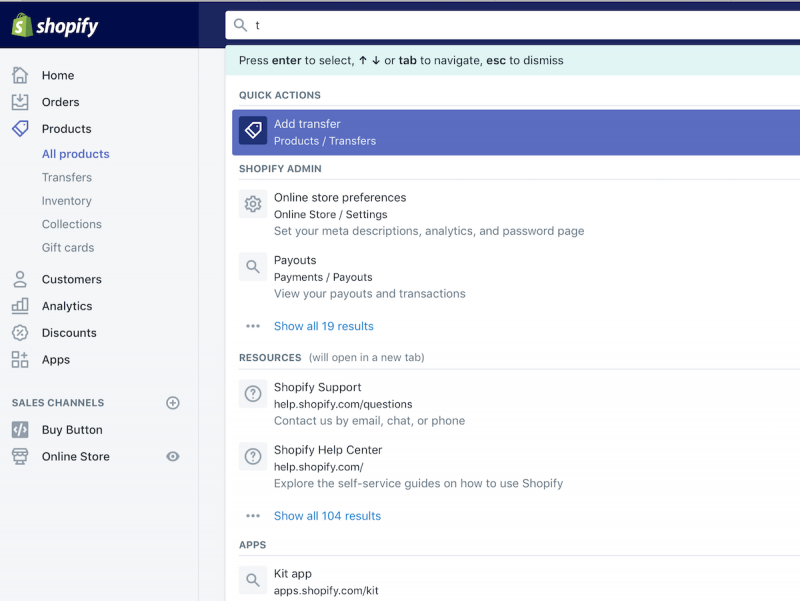 shopify
t
Press enter to select, ↑ ↓ or tab to navigate, esc to dismiss
Home
Orders
Products
All products
Transfers
Inventory
Collections
Gift cards
Customers
Analytics
Discounts
Apps
SALES CHANNELS
Buy Button
Online Store
QUICK ACTIONS
Add transfer
Products / Transfers
SHOPIFY ADMIN
Online store preferences
Online Store / Settings
Set your meta descriptions, analytics, and password page
Payouts
Payments / Payouts
View your payouts and transactions
Show all 19 results
RESOURCES (will open in a new tab)
Shopify Support
help.shopify.com/questions
Contact us by email, chat, or phone
Shopify Help Center
help.shopify.com/
Explore the self-service guides on how to use Shopify
Show all 104 results
APPS
Kit app
apps.shopify.com/kit